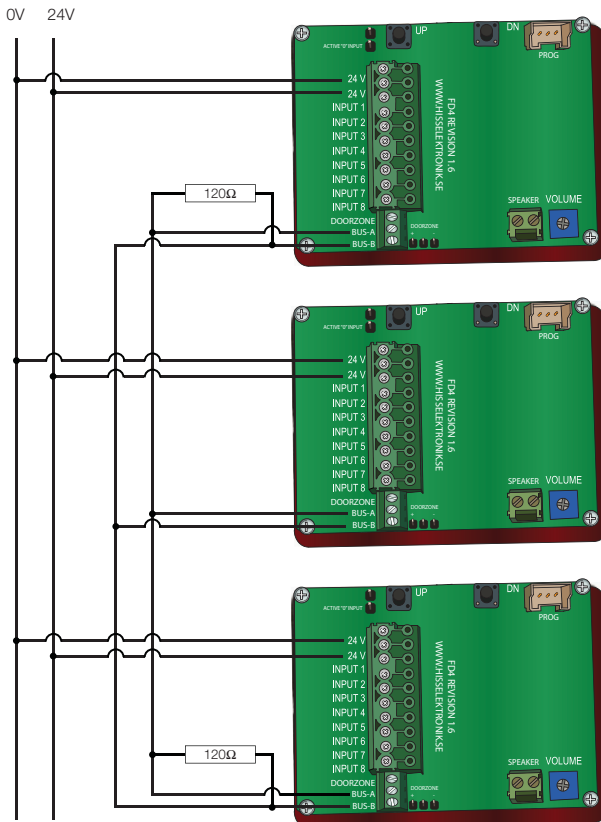 0V 24V
UP
DN
PROG
ACTIVE "0" INPUT
24 V
24 V
INPUT 1
INPUT 2
INPUT 3
INPUT 4
INPUT 5
INPUT 6
INPUT 7
INPUT 8
DOORZONE
BUS-A
BUS-B
FD4 REVISION 1.6
WWW.HISSELEKTRONIK.SE
DOORZONE
+ -
SPEAKER VOLUME
120Ω
UP
DN
PROG
ACTIVE "0" INPUT
24 V
24 V
INPUT 1
INPUT 2
INPUT 3
INPUT 4
INPUT 5
INPUT 6
INPUT 7
INPUT 8
DOORZONE
BUS-A
BUS-B
FD4 REVISION 1.6
WWW.HISSELEKTRONIK.SE
DOORZONE
+ -
SPEAKER VOLUME
UP
DN
PROG
ACTIVE "0" INPUT
24 V
24 V
INPUT 1
INPUT 2
INPUT 3
INPUT 4
INPUT 5
INPUT 6
INPUT 7
INPUT 8
DOORZONE
BUS-A
BUS-B
FD4 REVISION 1.6
WWW.HISSELEKTRONIK.SE
DOORZONE
+ -
SPEAKER VOLUME
120Ω